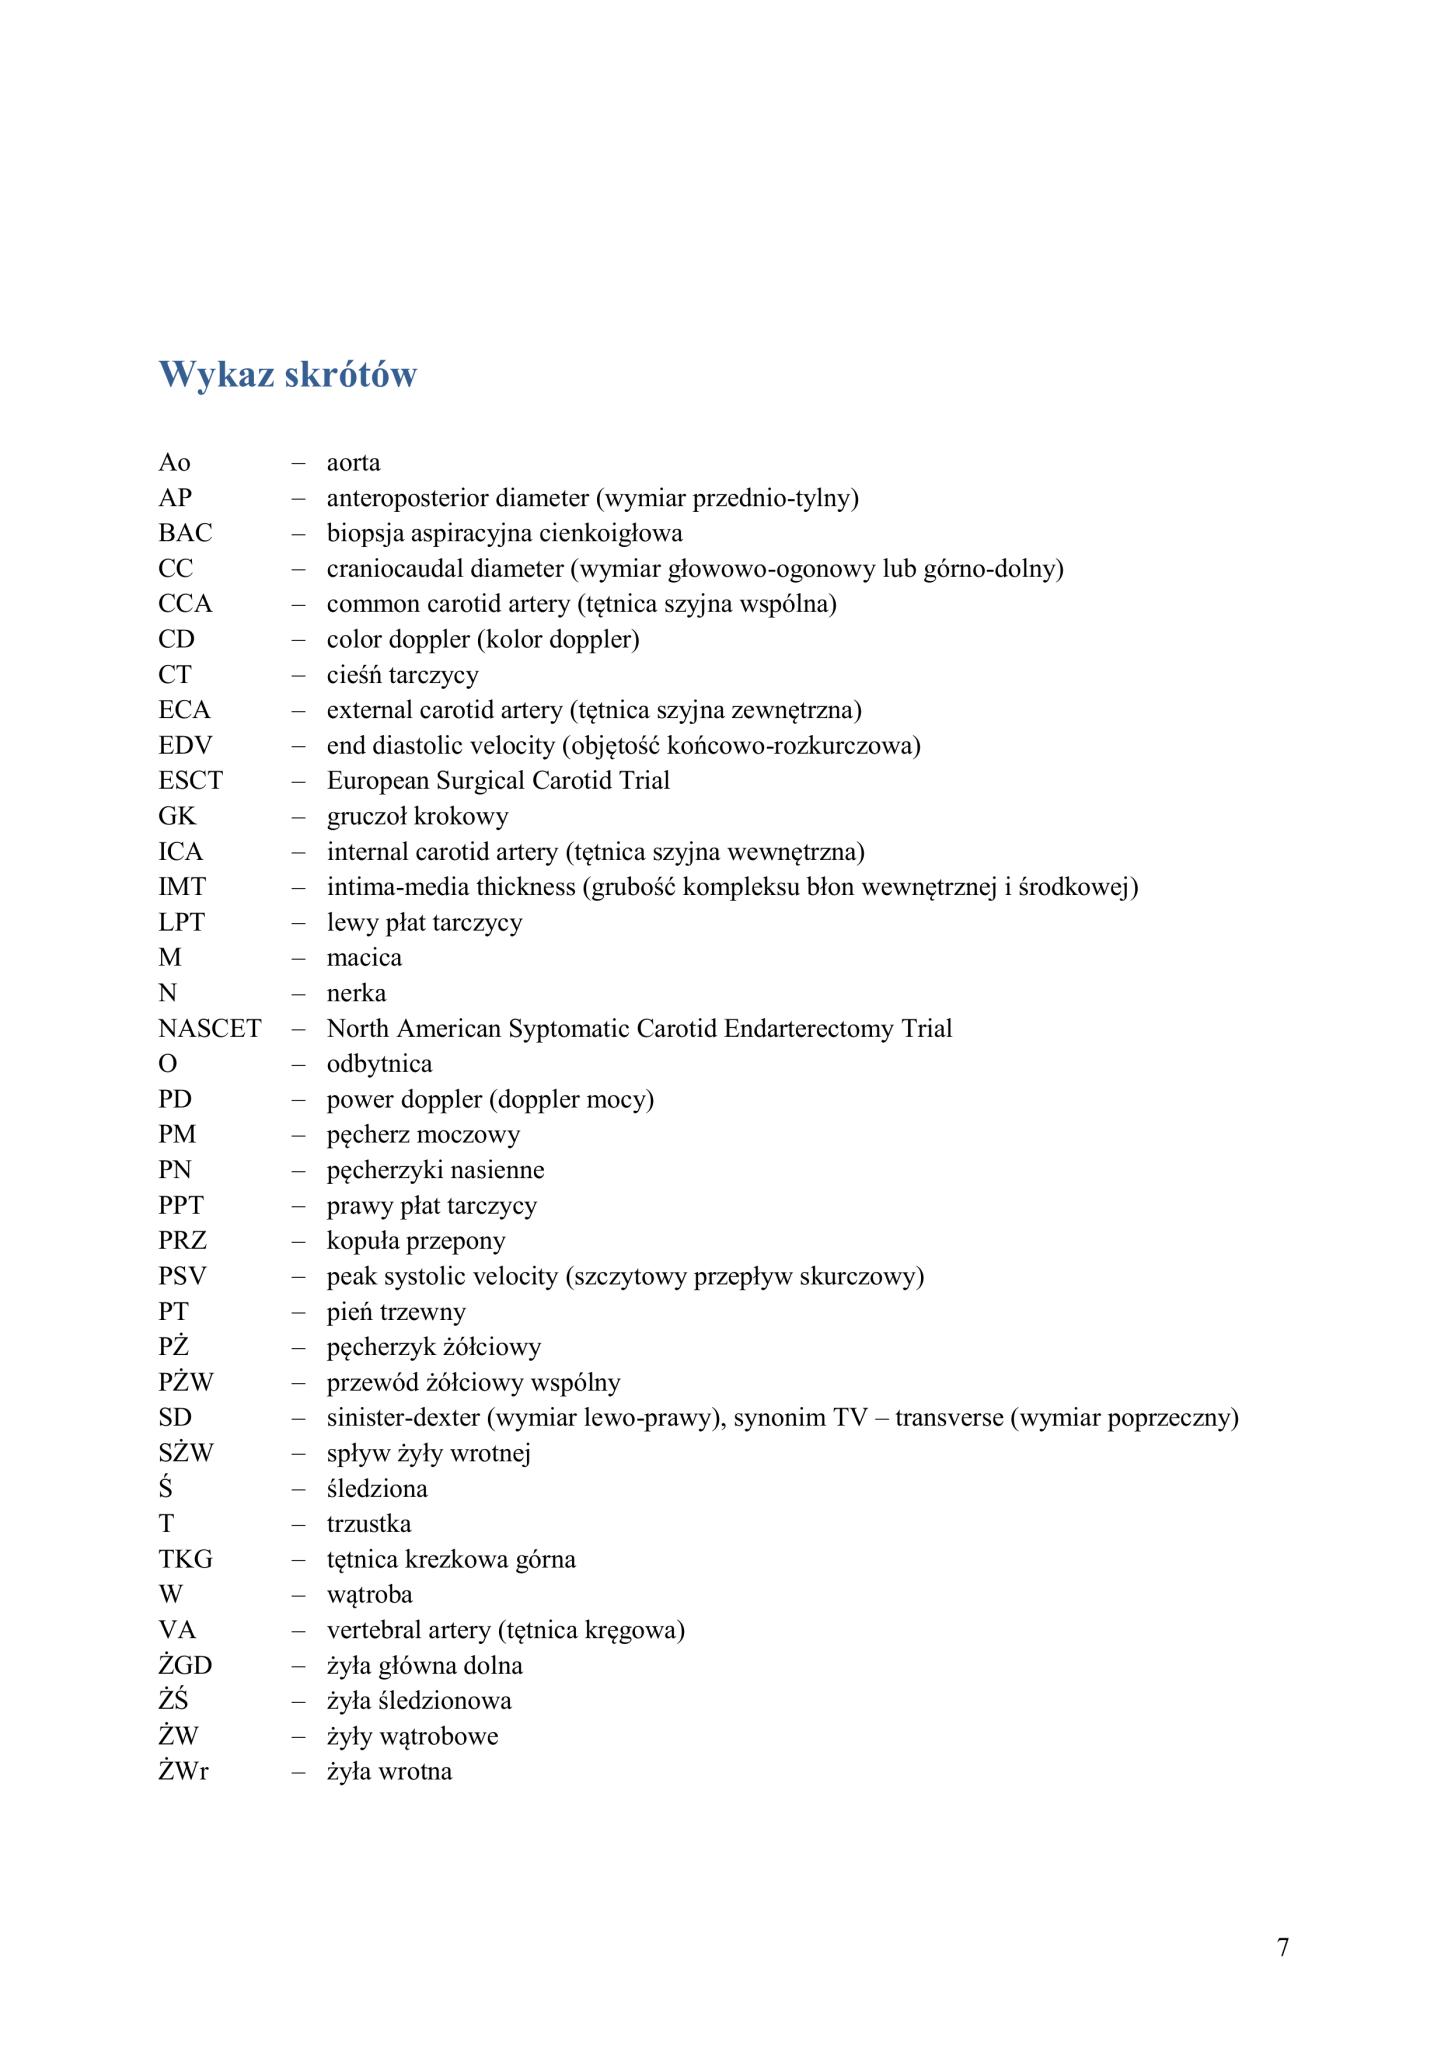 Wykaz skrótów
Ao – aorta
AP – anteroposterior diameter (wymiar przednio-tylny)
BAC – biopsja aspiracyjna cienkoigłowa
CC – craniocaudal diameter (wymiar głowowo-ogonowy lub górno-dolny)
CCA – common carotid artery (tętnica szyjna wspólna)
CD – color doppler (kolor doppler)
CT – cieśń tarczycy
ECA – external carotid artery (tętnica szyjna zewnętrzna)
EDV – end diastolic velocity (objętość końcowo-rozkurczowa)
ESCT – European Surgical Carotid Trial
GK – gruczoł krokowy
ICA – internal carotid artery (tętnica szyjna wewnętrzna)
IMT – intima-media thickness (grubość kompleksu błon wewnętrznej i środkowej)
LPT – lewy płat tarczycy
M – macica
N – nerka
NASCET – North American Syptomatic Carotid Endarterectomy Trial
O – odbytnica
PD – power doppler (doppler mocy)
PM – pęcherz moczowy
PN – pęcherzyki nasienne
PPT – prawy płat tarczycy
PRZ – kopuła przepony
PSV – peak systolic velocity (szczytowy przepływ skurczowy)
PT – pień trzewny
PŻ – pęcherzyk żółciowy
PŻW – przewód żółciowy wspólny
SD – sinister-dexter (wymiar lewo-prawy), synonim TV – transverse (wymiar poprzeczny)
SŻW – spływ żyły wrotnej
Ś – śledziona
T – trzustka
TKG – tętnica krezkowa górna
W – wątroba
VA – vertebral artery (tętnica kręgowa)
ŻGD – żyła główna dolna
ŻŚ – żyła śledzionowa
ŻW – żyły wątrobowe
ŻWr – żyła wrotna
7